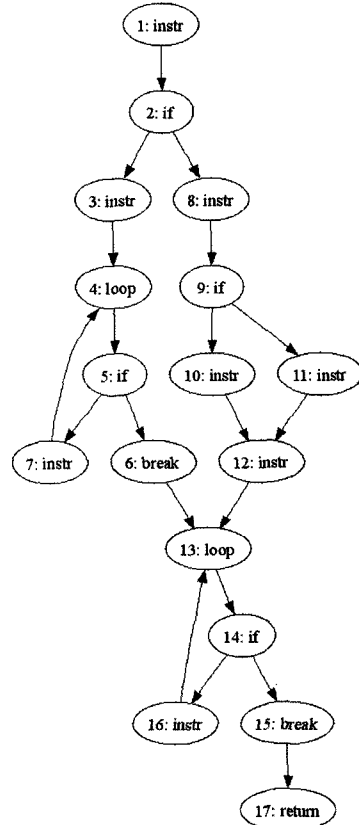 1: instr
2: if
3: instr
8: instr
4: loop
9: if
5: if
10: instr
11: instr
7: instr
6: break
12: instr
13: loop
14: if
16: instr
15: break
17: return